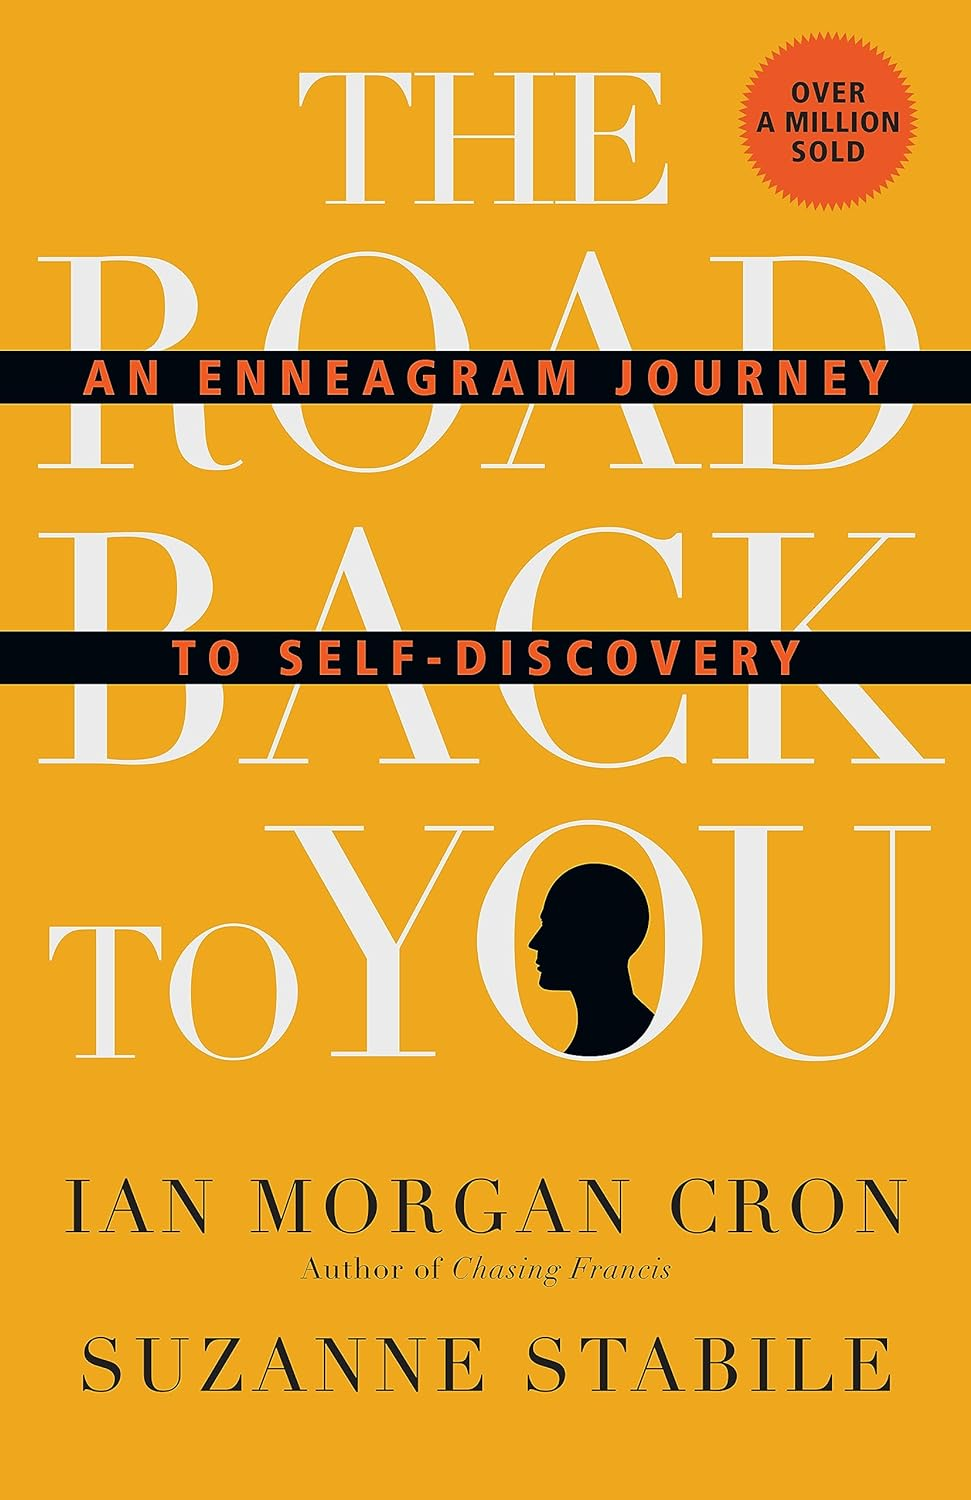 THE
OVER
A MILLION
SOLD
ROAD
AN ENNEAGRAM JOURNEY
BACK
TO SELF-DISCOVERY
TO YOU
IAN MORGAN CRON
Author of Chasing Francis
SUZANNE STABILE